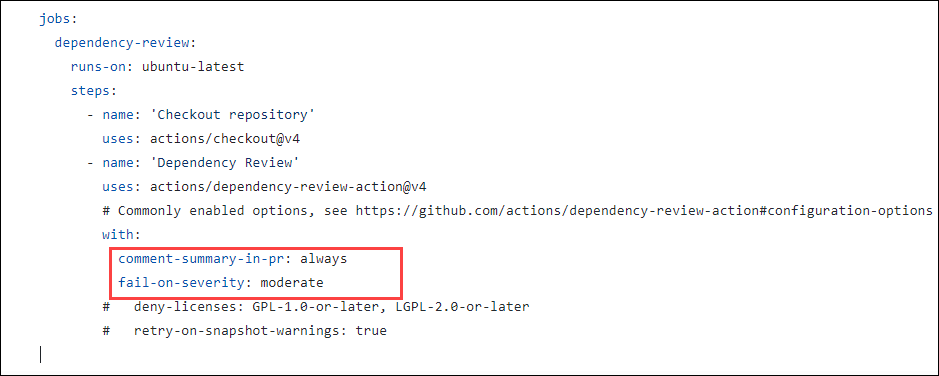 jobs:
  dependency-review:
    runs-on: ubuntu-latest
    steps:
      - name: 'Checkout repository'
        uses: actions/checkout@v4
      - name: 'Dependency Review'
        uses: actions/dependency-review-action@v4
        # Commonly enabled options, see https://github.com/actions/dependency-review-action#configuration-options
        with:
          comment-summary-in-pr: always
          fail-on-severity: moderate
        #   deny-licenses: GPL-1.0-or-later, LGPL-2.0-or-later
        #   retry-on-snapshot-warnings: true